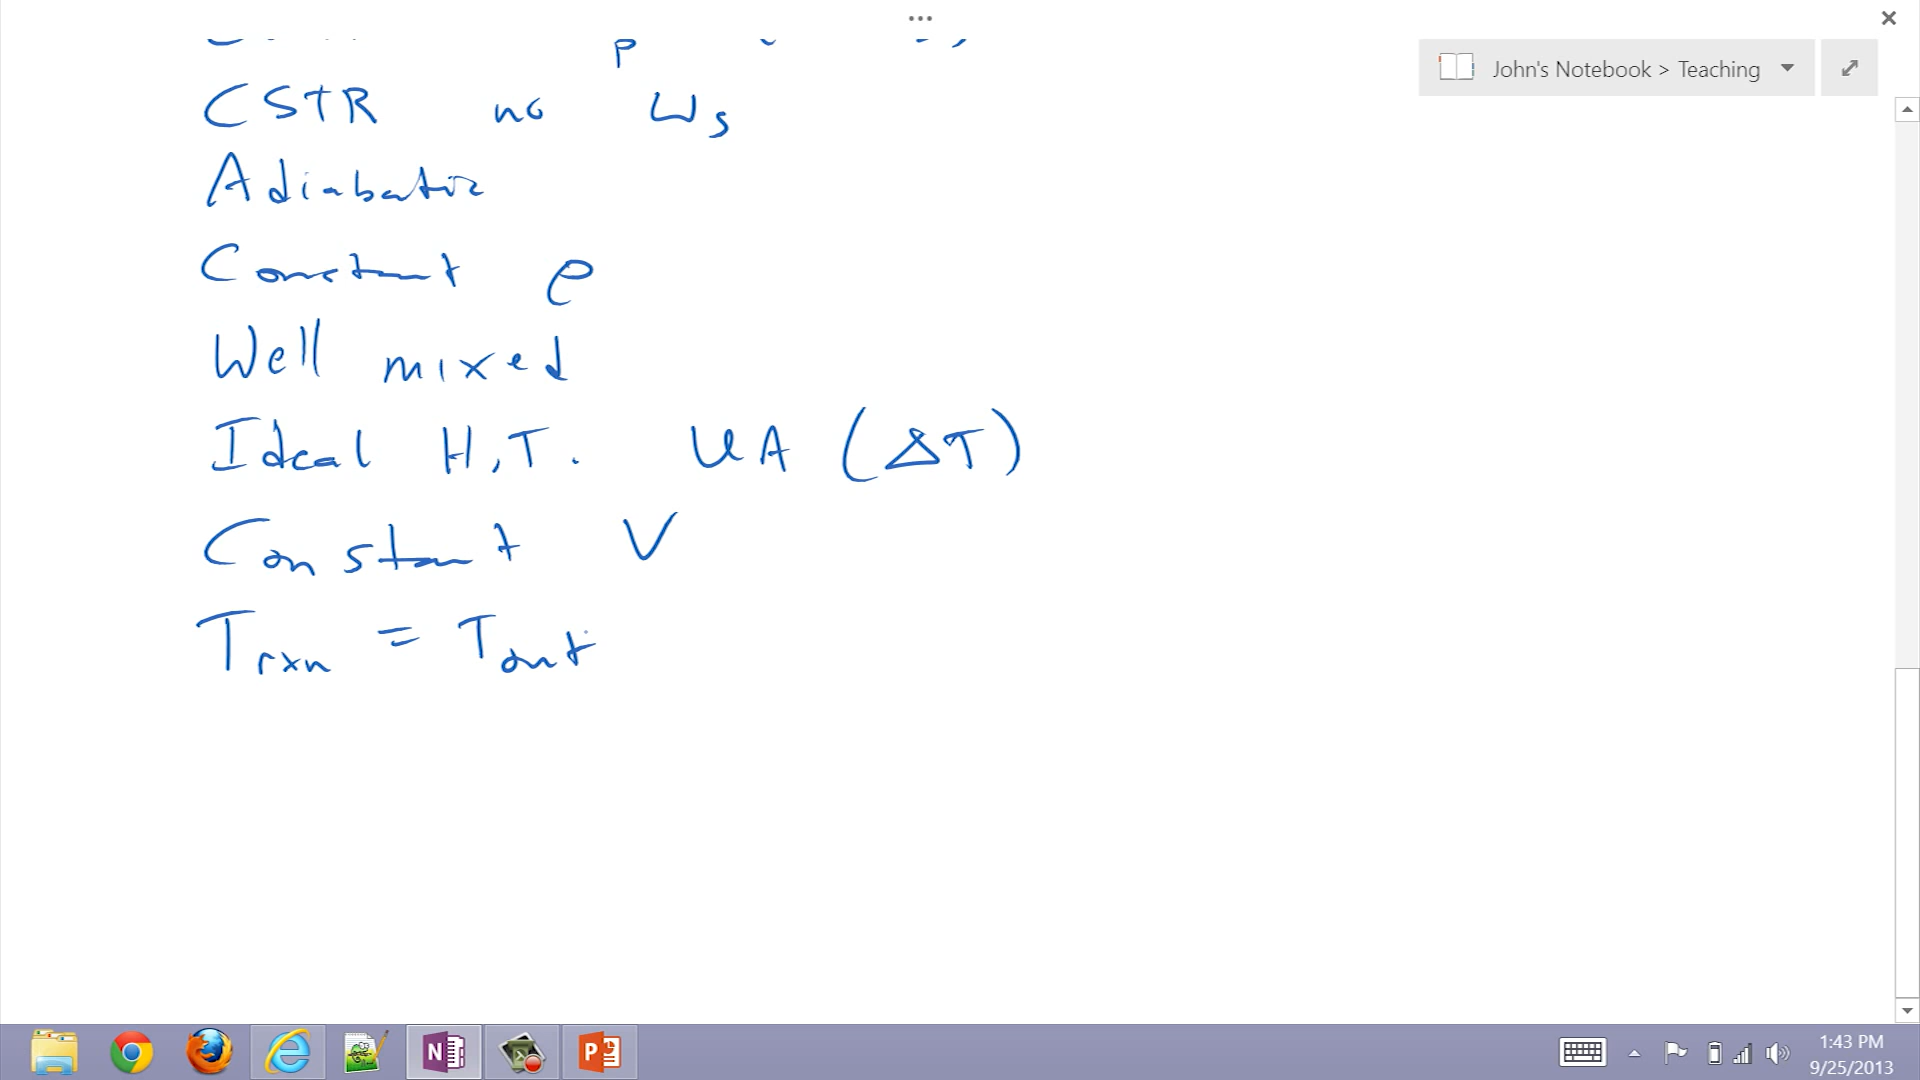 ...
p
John's Notebook > Teaching
CSTR no Ws
Adiabatic
Constant ρ
Well mixed
Ideal H.T. UA (ΔT)
Constant V
Trxn = Tout
1:43 PM
9/25/2013